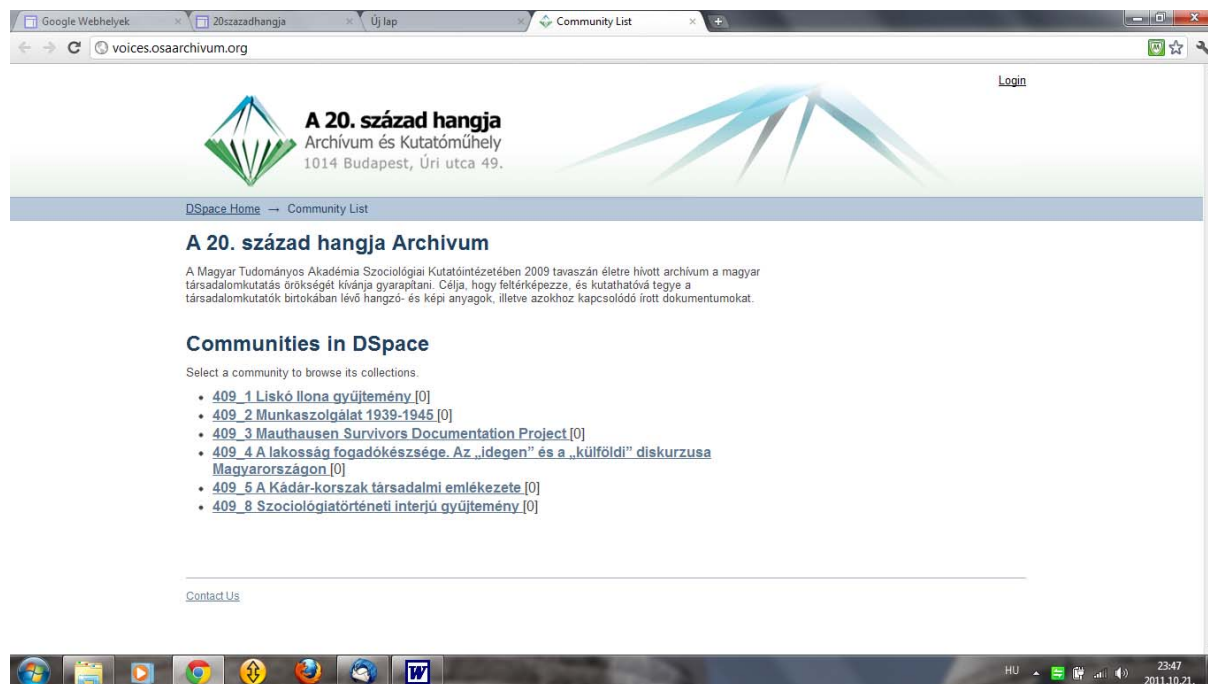 Google Webhelyek
20szazadhangja
Új lap
Community List
voices.osaarchivum.org
Login
A 20. század hangja
Archívum és Kutatóműhely
1014 Budapest, Úri utca 49.
DSpace Home → Community List
A 20. század hangja Archivum
A Magyar Tudományos Akadémia Szociológiai Kutatóintézetében 2009 tavaszán életre hívott archívum a magyar
társadalomkutatás örökségét kívánja gyarapítani. Célja, hogy feltérképezze, és kutathatóvá tegye a
társadalomkutatók birtokában lévő hangzó- és képi anyagok, illetve azokhoz kapcsolódó írott dokumentumokat.
Communities in DSpace
Select a community to browse its collections.
409_1 Liskó Ilona gyűjtemény [0]
409_2 Munkaszolgálat 1939-1945 [0]
409_3 Mauthausen Survivors Documentation Project [0]
409_4 A lakosság fogadókészsége. Az „idegen” és a „külföldi” diskurzusa
Magyarországon [0]
409_5 A Kádár-korszak társadalmi emlékezete [0]
409_8 Szociológiatörténeti interjú gyűjtemény [0]
Contact Us
W
HU
23:47
2011.10.21.